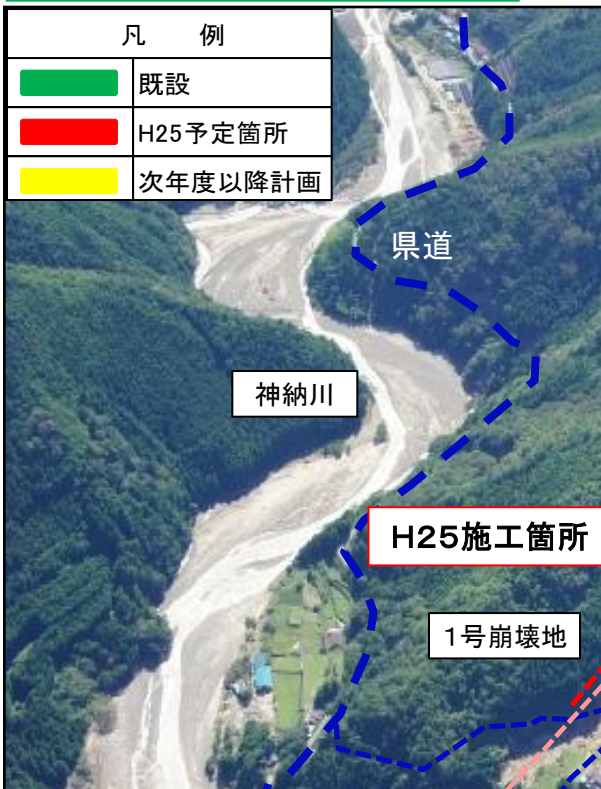 凡 例
既設
H25予定箇所
次年度以降計画
県道
神納川
H25施工箇所
1号崩壊地